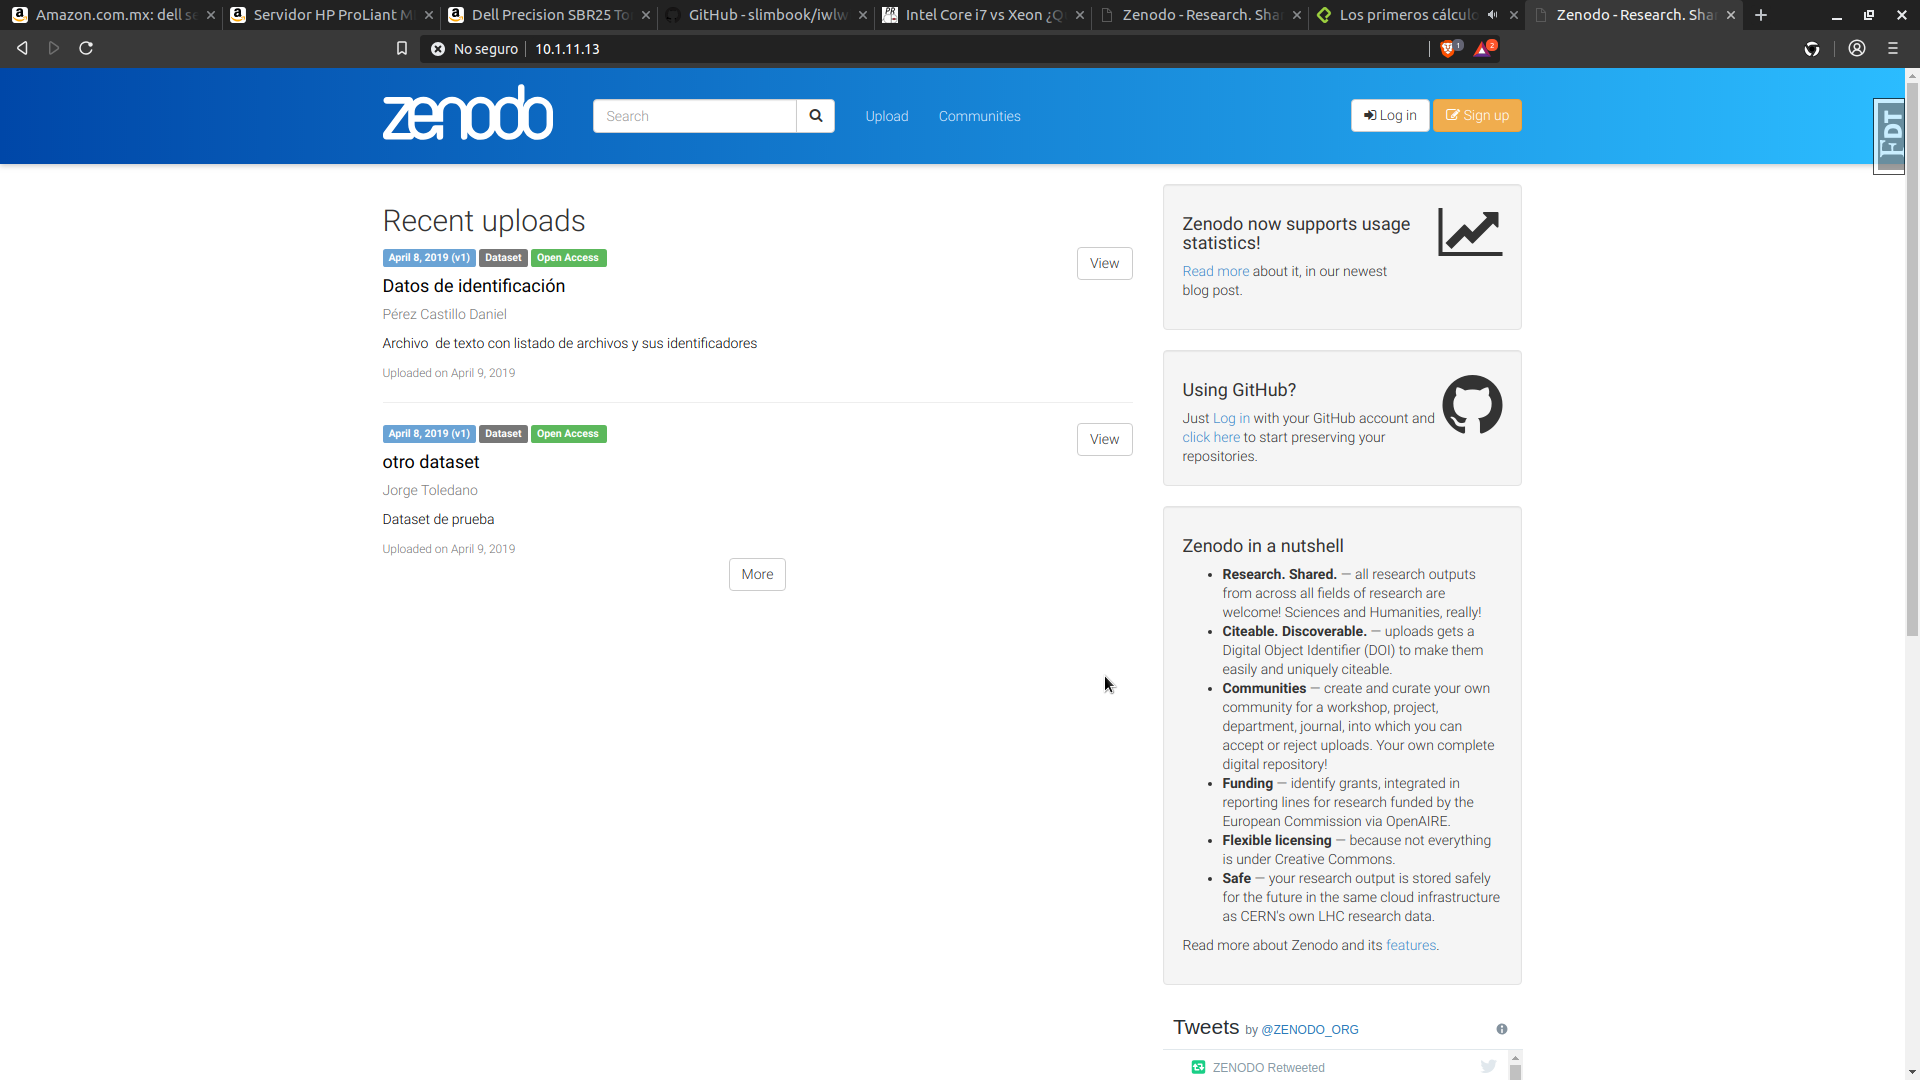 Amazon.com.mx: dell se
Servidor HP ProLiant M
Dell Precision SBR25 To
GitHub - slimbook/iwlw
Intel Core i7 vs Xeon ¿Q
Zenodo - Research. Sha
Los primeros cálculo
Zenodo - Research. Sha
No seguro
10.1.11.13
1
2
zenodo
Search
Upload
Communities
Log in
Sign up
FDT
Recent uploads
April 8, 2019 (v1) Dataset Open Access
View
Datos de identificación
Pérez Castillo Daniel
Archivo de texto con listado de archivos y sus identificadores
Uploaded on April 9, 2019
April 8, 2019 (v1) Dataset Open Access
View
otro dataset
Jorge Toledano
Dataset de prueba
Uploaded on April 9, 2019
More
Zenodo now supports usage
statistics!
Read more about it, in our newest
blog post.
Using GitHub?
Just Log in with your GitHub account and
click here to start preserving your
repositories.
Zenodo in a nutshell
• Research. Shared. — all research outputs
from across all fields of research are
welcome! Sciences and Humanities, really!
• Citeable. Discoverable. — uploads gets a
Digital Object Identifier (DOI) to make them
easily and uniquely citeable.
• Communities — create and curate your own
community for a workshop, project,
department, journal, into which you can
accept or reject uploads. Your own complete
digital repository!
• Funding — identify grants, integrated in
reporting lines for research funded by the
European Commission via OpenAIRE.
• Flexible licensing — because not everything
is under Creative Commons.
• Safe — your research output is stored safely
for the future in the same cloud infrastructure
as CERN's own LHC research data.
Read more about Zenodo and its features.
Tweets by @ZENODO_ORG
ZENODO Retweeted